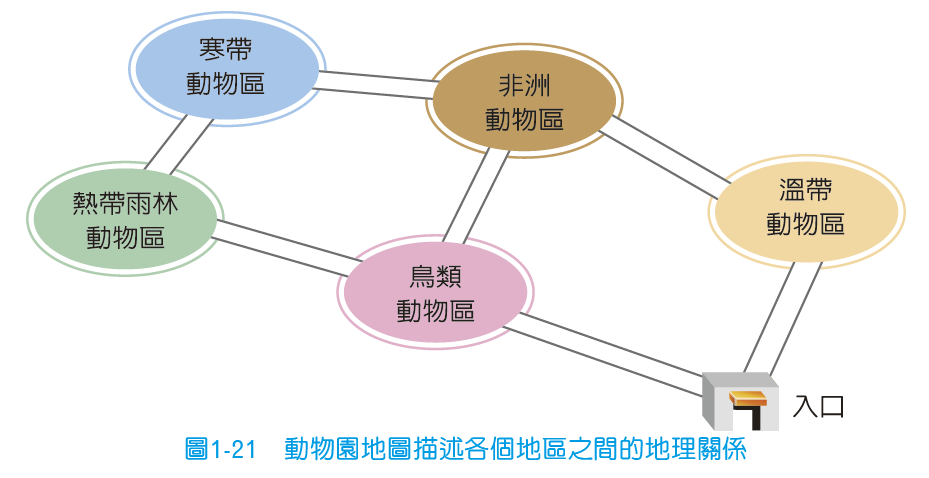 寒帶
動物區
非洲
動物區
熱帶雨林
動物區
溫帶
動物區
鳥類
動物區
入口
圖1-21 動物園地圖描述各個地區之間的地理關係